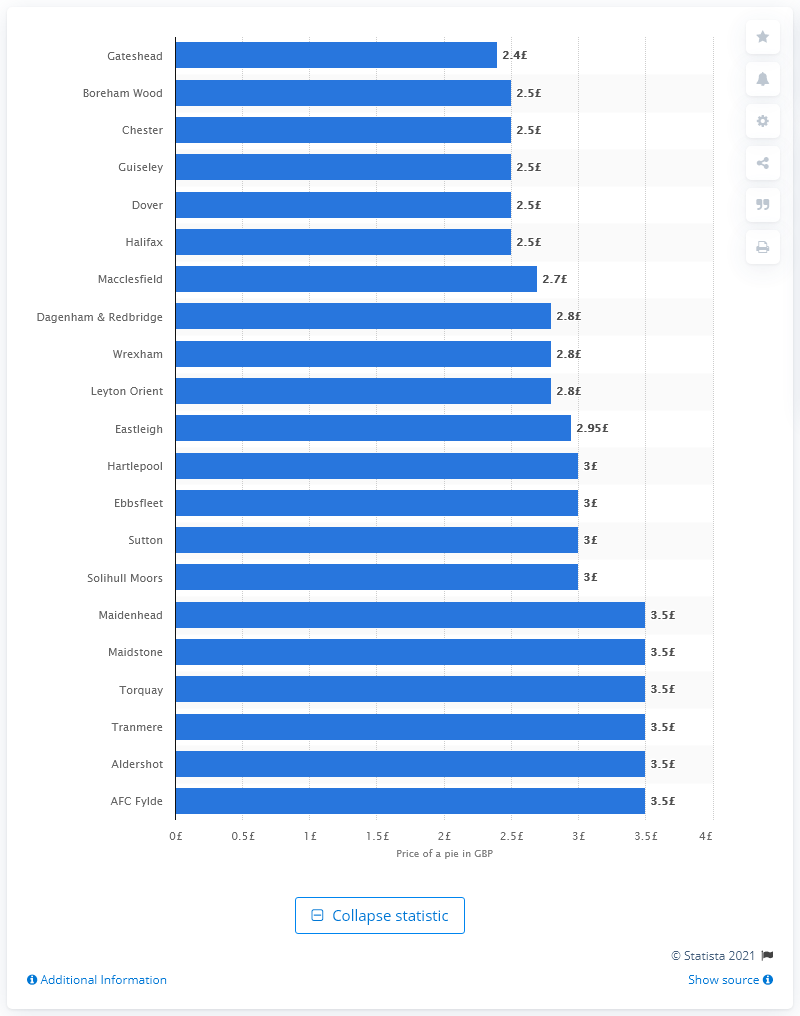 Gateshead 2.4£
Boreham Wood 2.5£
Chester 2.5£
Guiseley 2.5£
Dover 2.5£
Halifax 2.5£
Macclesfield 2.7£
Dagenham & Redbridge 2.8£
Wrexham 2.8£
Leyton Orient 2.8£
Eastleigh 2.95£
Hartlepool 3£
Ebbsfleet 3£
Sutton 3£
Solihull Moors 3£
Maidenhead 3.5£
Maidstone 3.5£
Torquay 3.5£
Tranmere 3.5£
Aldershot 3.5£
AFC Fylde 3.5£
0£ 0.5£ 1£ 1.5£ 2£ 2.5£ 3£ 3.5£ 4£
Price of a pie in GBP
Collapse statistic
© Statista 2021
Additional Information Show source